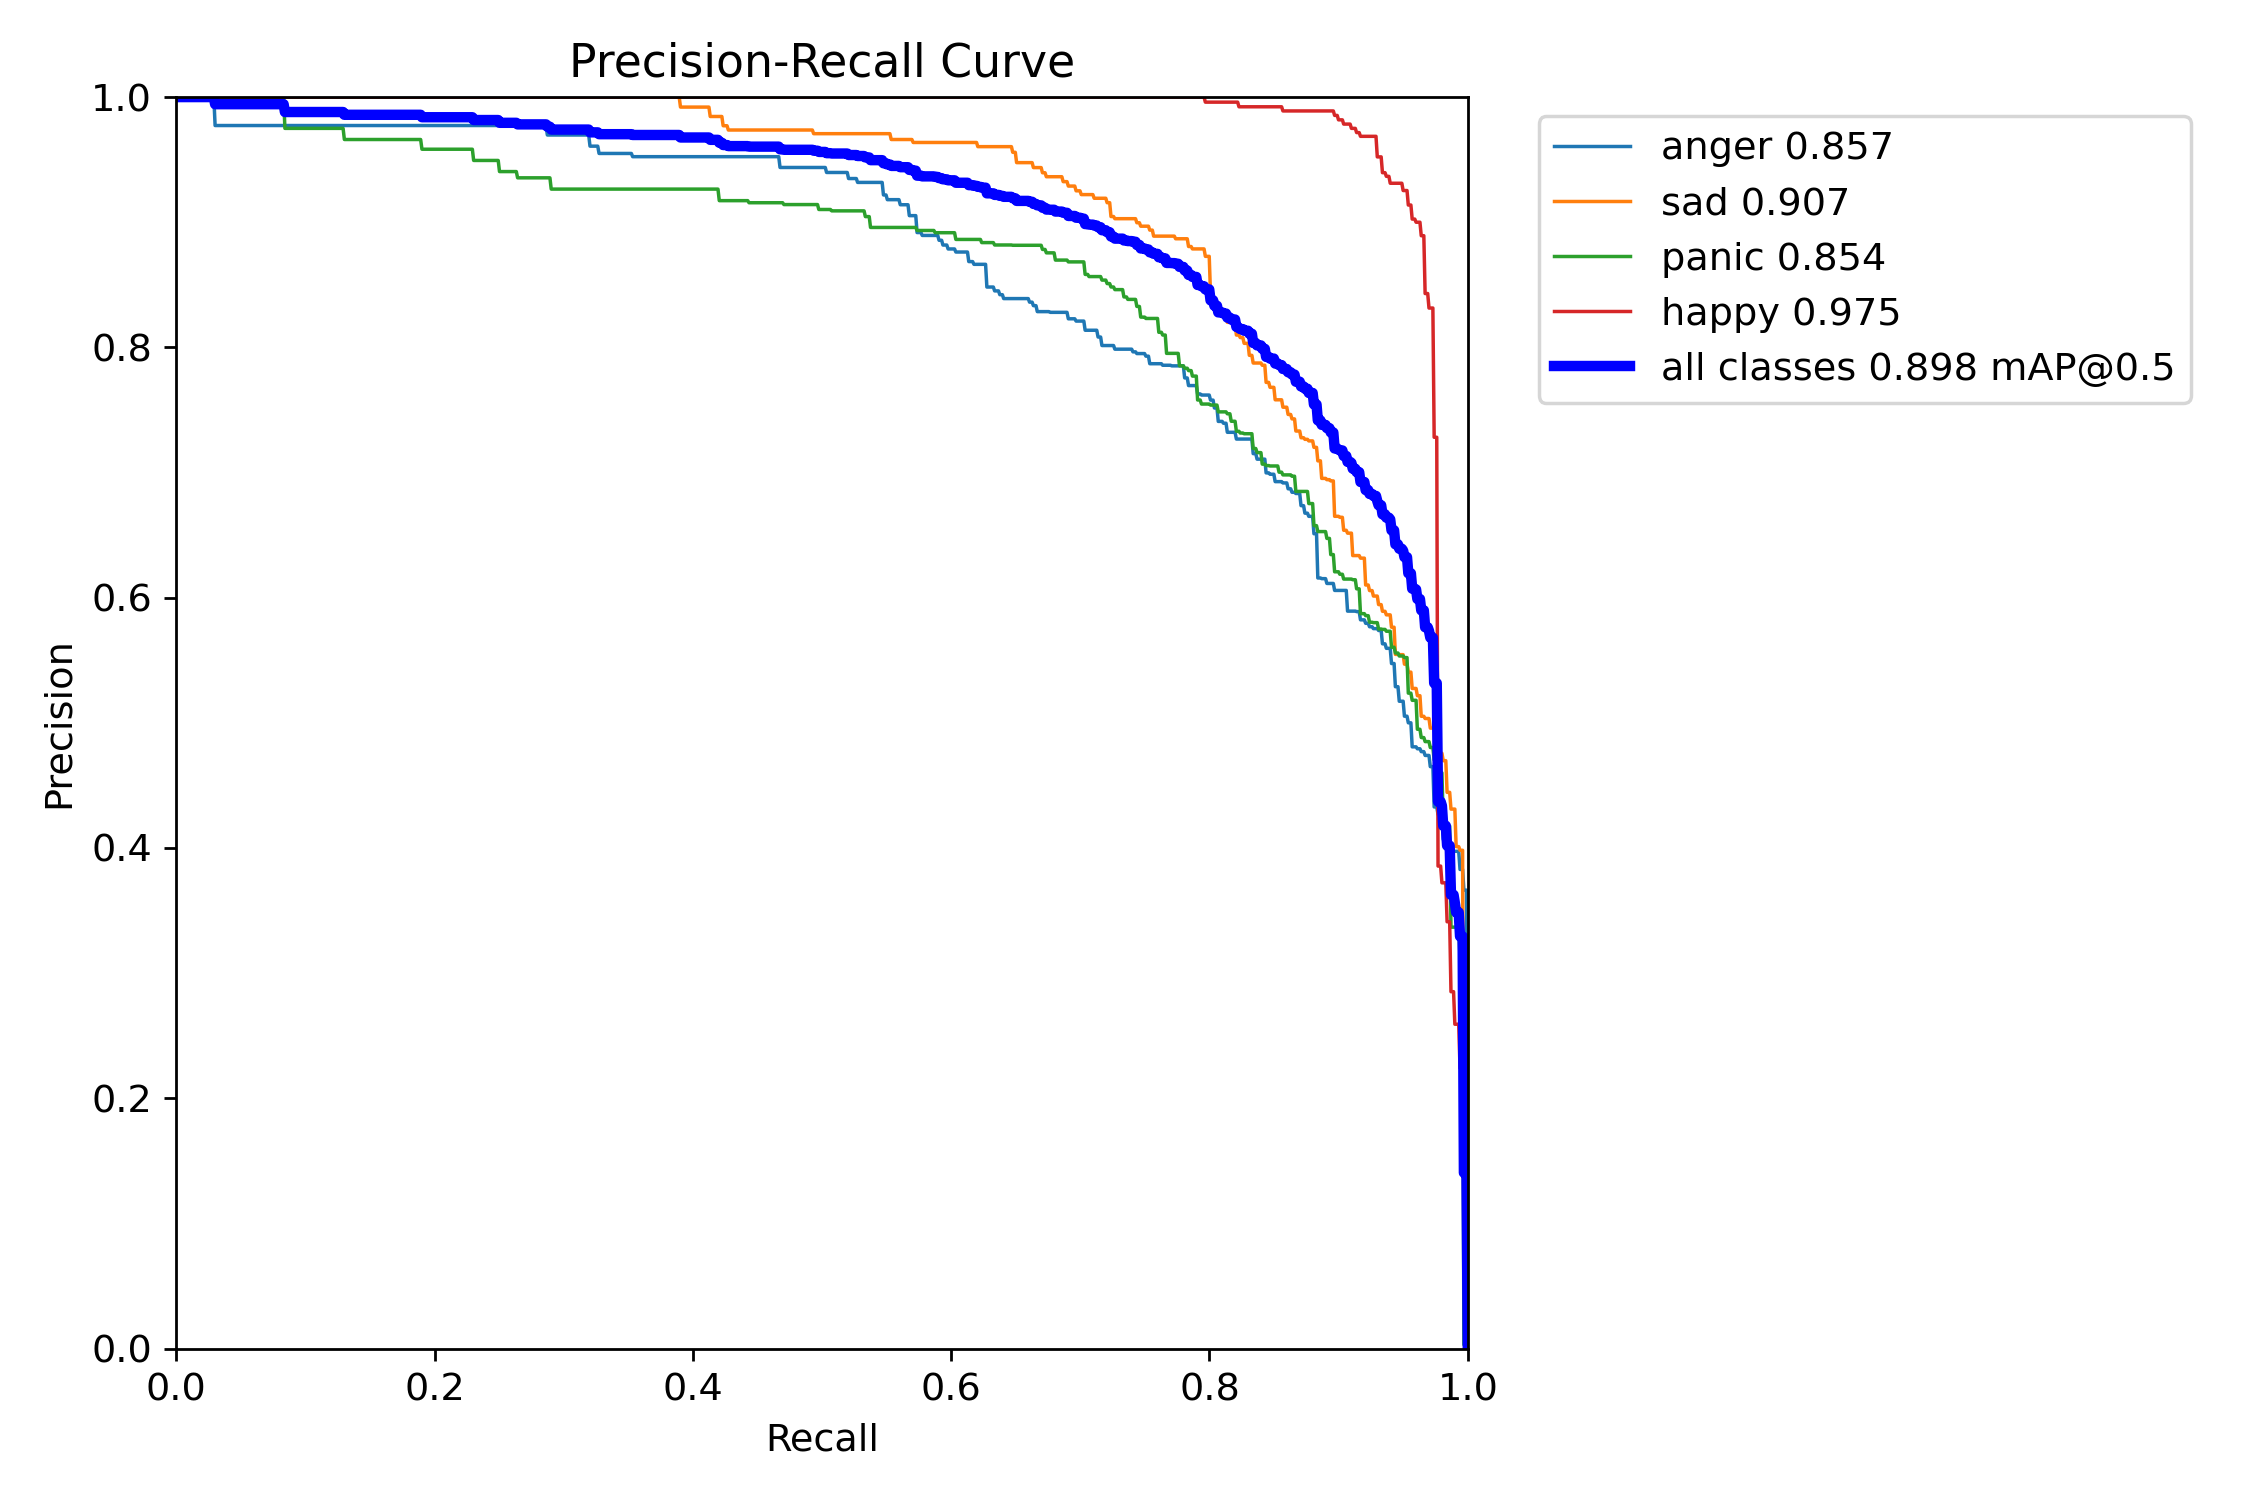 Precision-Recall Curve
1.0
0.8
0.6
0.4
0.2
0.0
Precision
0.0 0.2 0.4 0.6 0.8 1.0
Recall
anger 0.857
sad 0.907
panic 0.854
happy 0.975
all classes 0.898 mAP@0.5